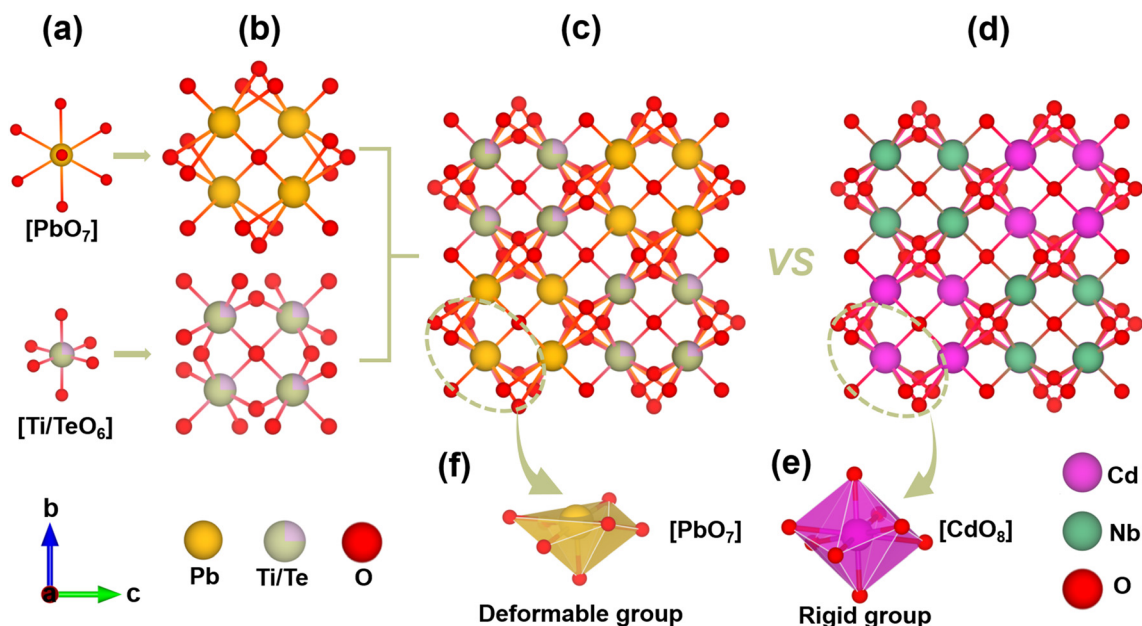 (a)
(b)
(c)
(d)
[PbO₇]
[Ti/TeO₆]
VS
(f)
(e)
[PbO₇]
[CdO₈]
Deformable group
Rigid group
b
a
c
Pb
Ti/Te
O
Cd
Nb
O